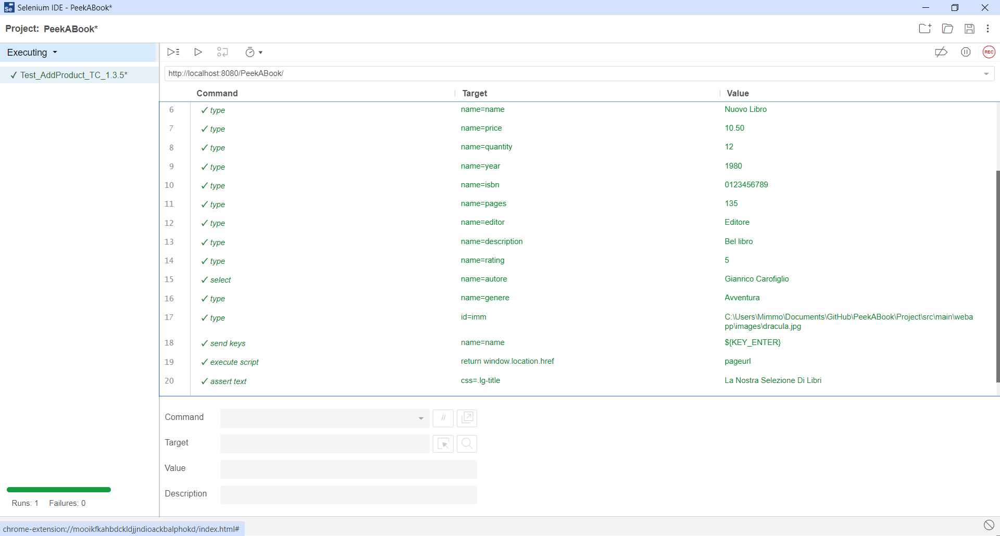 Selenium IDE - PeekABook*
Project: PeekABook*
Executing
✓ Test_AddProduct_TC_1.3.5*
REC
http://localhost:8080/PeekABook/
Command Target Value
6 ✓ type name=name Nuovo Libro
7 ✓ type name=price 10.50
8 ✓ type name=quantity 12
9 ✓ type name=year 1980
10 ✓ type name=isbn 0123456789
11 ✓ type name=pages 135
12 ✓ type name=editor Editore
13 ✓ type name=description Bel libro
14 ✓ type name=rating 5
15 ✓ select name=autore Gianrico Carofiglio
16 ✓ type name=genere Avventura
17 ✓ type id=imm C:\Users\Mimmo\Documents\GitHub\PeekABook\Project\src\main\weba
pp\images\dracula.jpg
18 ✓ send keys name=name ${KEY_ENTER}
19 ✓ execute script return window.location.href pageurl
20 ✓ assert text css=.lg-title La Nostra Selezione Di Libri
Command //
Target
Value
Description
Runs: 1 Failures: 0
chrome-extension://mooikfkahbdckldjjndioackbalphokd/index.html#